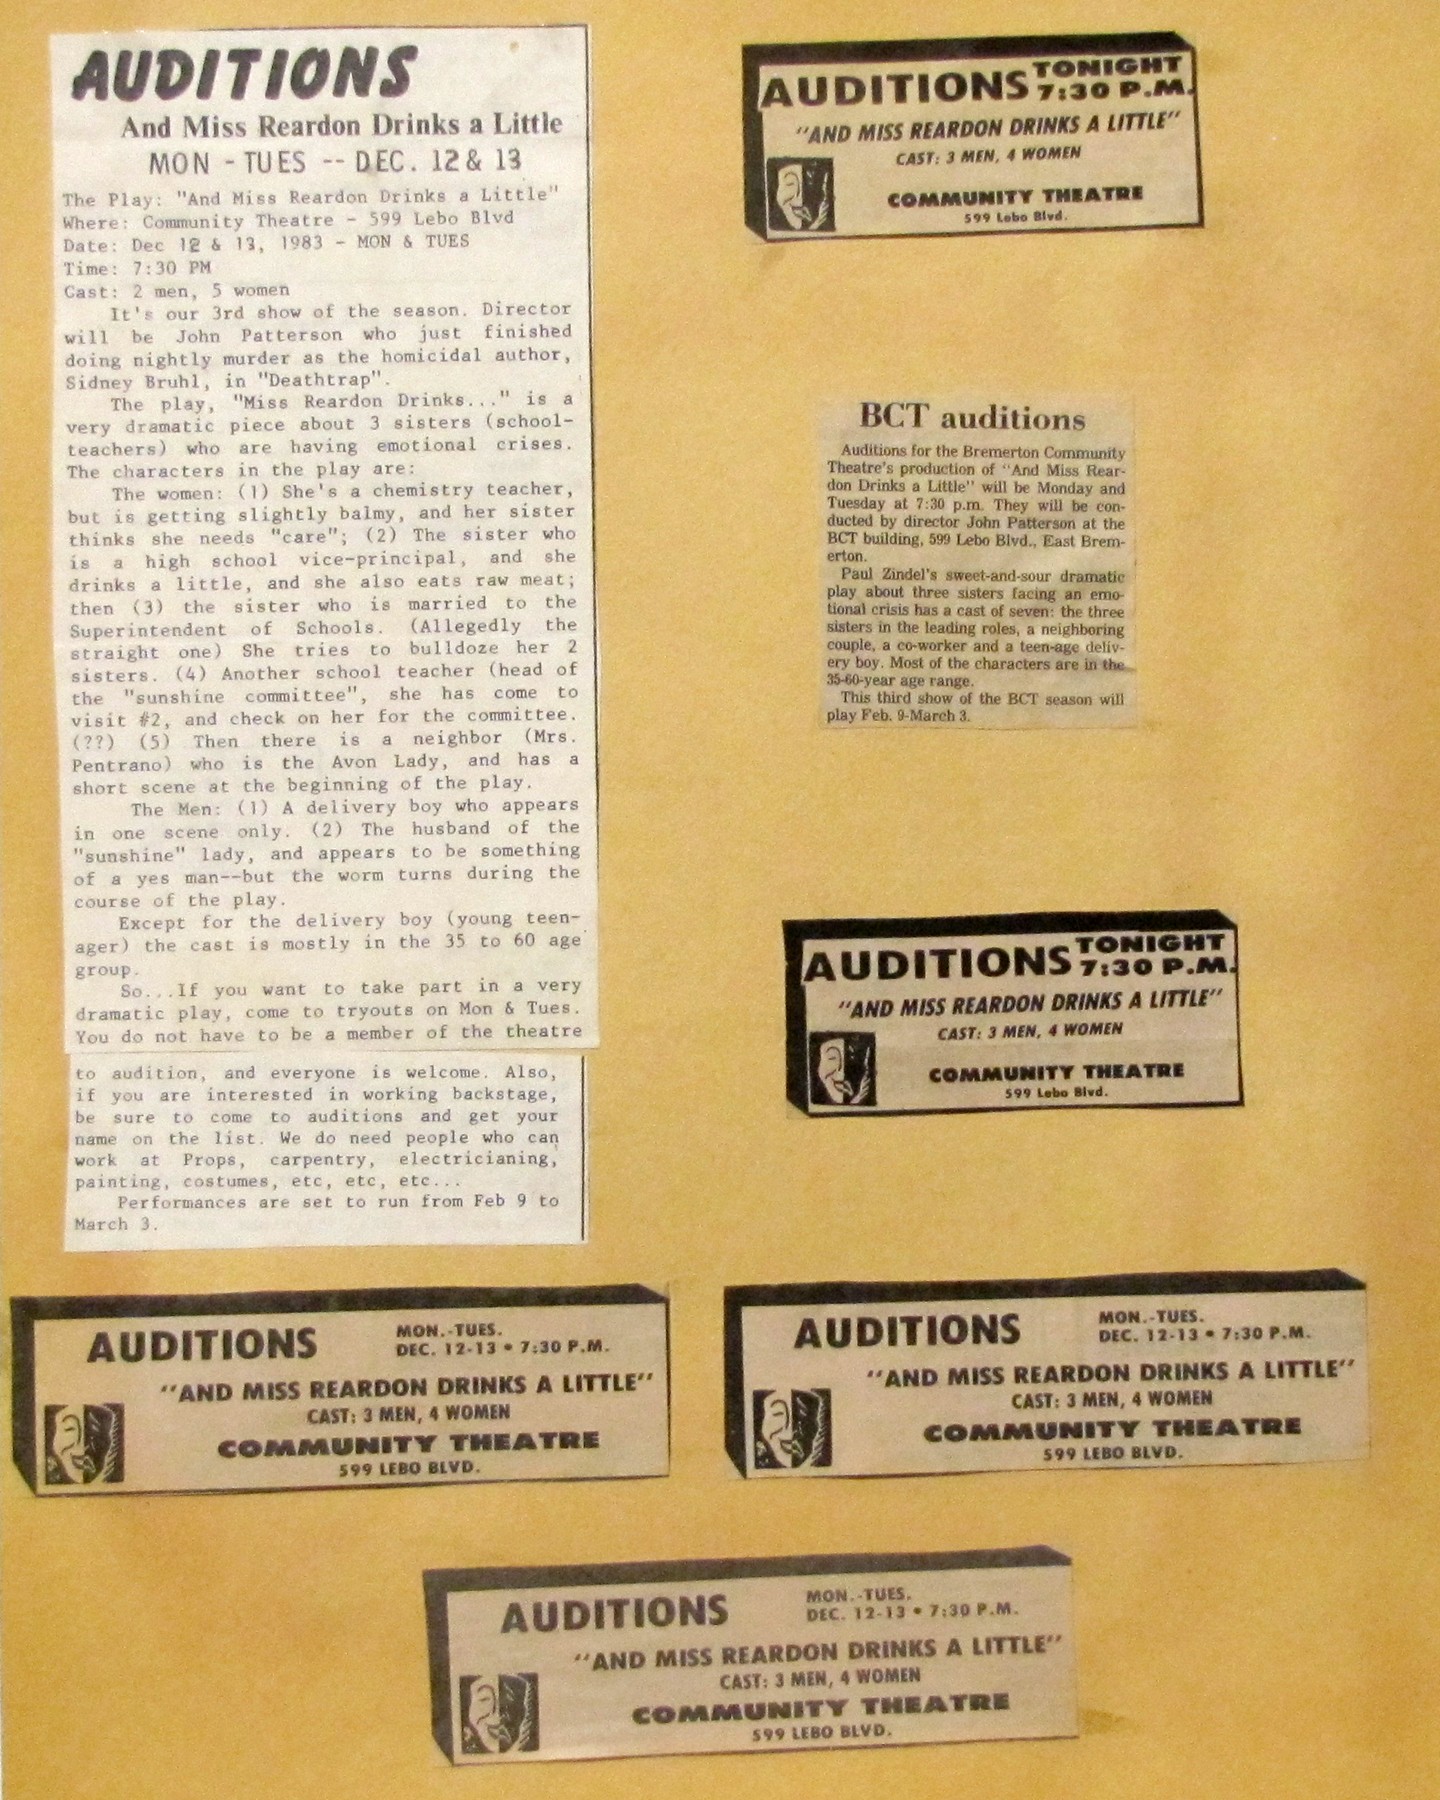 AUDITIONS
And Miss Reardon Drinks a Little
MON - TUES -- DEC. 12 & 13
The Play: "And Miss Reardon Drinks a Little"
Where: Community Theatre - 599 Lebo Blvd
Date: Dec 12 & 13, 1983 - MON & TUES
Time: 7:30 PM
Cast: 2 men, 5 women
It's our 3rd show of the season. Director
will be John Patterson who just finished
doing nightly murder as the homicidal author,
Sidney Bruhl, in "Deathtrap".
The play, "Miss Reardon Drinks..." is a
very dramatic piece about 3 sisters (school-
teachers) who are having emotional crises.
The characters in the play are:
The women: (1) She's a chemistry teacher,
but is getting slightly balmy, and her sister
thinks she needs "care"; (2) The sister who
is a high school vice-principal, and she
drinks a little, and she also eats raw meat;
then (3) the sister who is married to the
Superintendent of Schools. (Allegedly the
straight one) She tries to bulldoze her 2
sisters. (4) Another school teacher (head of
the "sunshine committee", she has come to
visit #2, and check on her for the committee.
(??) (5) Then there is a neighbor (Mrs.
Pentrano) who is the Avon Lady, and has a
short scene at the beginning of the play.
The Men: (1) A delivery boy who appears
in one scene only. (2) The husband of the
"sunshine" lady, and appears to be something
of a yes man--but the worm turns during the
course of the play.
Except for the delivery boy (young teen-
ager) the cast is mostly in the 35 to 60 age
group.
So...If you want to take part in a very
dramatic play, come to tryouts on Mon & Tues.
You do not have to be a member of the theatre
to audition, and everyone is welcome. Also,
if you are interested in working backstage,
be sure to come to auditions and get your
name on the list. We do need people who can
work at Props, carpentry, electricianing,
painting, costumes, etc, etc, etc...
Performances are set to run from Feb 9 to
March 3.
AUDITIONS TONIGHT 7:30 P.M.
"AND MISS REARDON DRINKS A LITTLE"
CAST: 3 MEN, 4 WOMEN
COMMUNITY THEATRE
599 Lebo Blvd.
BCT auditions
Auditions for the Bremerton Community
Theatre's production of "And Miss Rear-
don Drinks a Little" will be Monday and
Tuesday at 7:30 p.m. They will be con-
ducted by director John Patterson at the
BCT building, 599 Lebo Blvd., East Brem-
erton.
Paul Zindel's sweet-and-sour dramatic
play about three sisters facing an emo-
tional crisis has a cast of seven: the three
sisters in the leading roles, a neighboring
couple, a co-worker and a teen-age deliv-
ery boy. Most of the characters are in the
35-60-year age range.
This third show of the BCT season will
play Feb. 9-March 3.
AUDITIONS TONIGHT 7:30 P.M.
"AND MISS REARDON DRINKS A LITTLE"
CAST: 3 MEN, 4 WOMEN
COMMUNITY THEATRE
599 Lebo Blvd.
AUDITIONS
MON.-TUES.
DEC. 12-13 • 7:30 P.M.
"AND MISS REARDON DRINKS A LITTLE"
CAST: 3 MEN, 4 WOMEN
COMMUNITY THEATRE
599 LEBO BLVD.
AUDITIONS
MON.-TUES.
DEC. 12-13 • 7:30 P.M.
"AND MISS REARDON DRINKS A LITTLE"
CAST: 3 MEN, 4 WOMEN
COMMUNITY THEATRE
599 LEBO BLVD.
AUDITIONS
MON.-TUES.
DEC. 12-13 • 7:30 P.M.
"AND MISS REARDON DRINKS A LITTLE"
CAST: 3 MEN, 4 WOMEN
COMMUNITY THEATRE
599 LEBO BLVD.